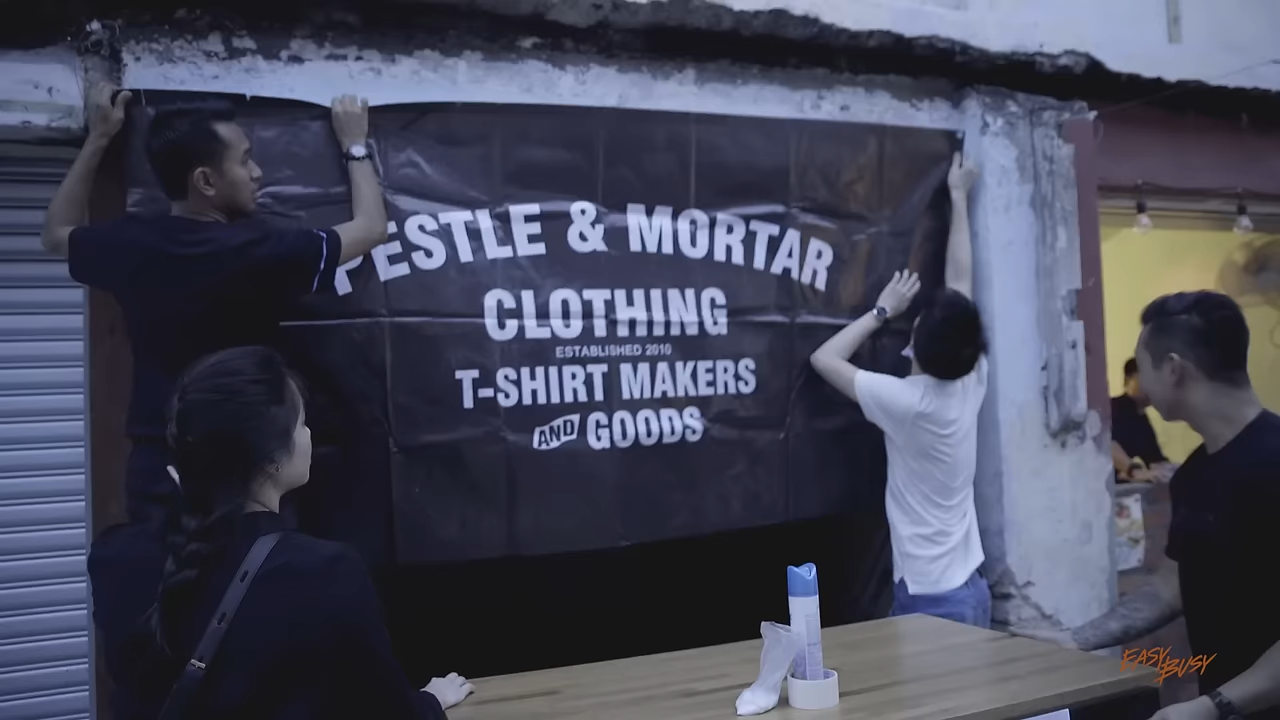 PESTLE & MORTAR
CLOTHING
ESTABLISHED 2010
T-SHIRT MAKERS
AND GOODS
EASY
BUSY